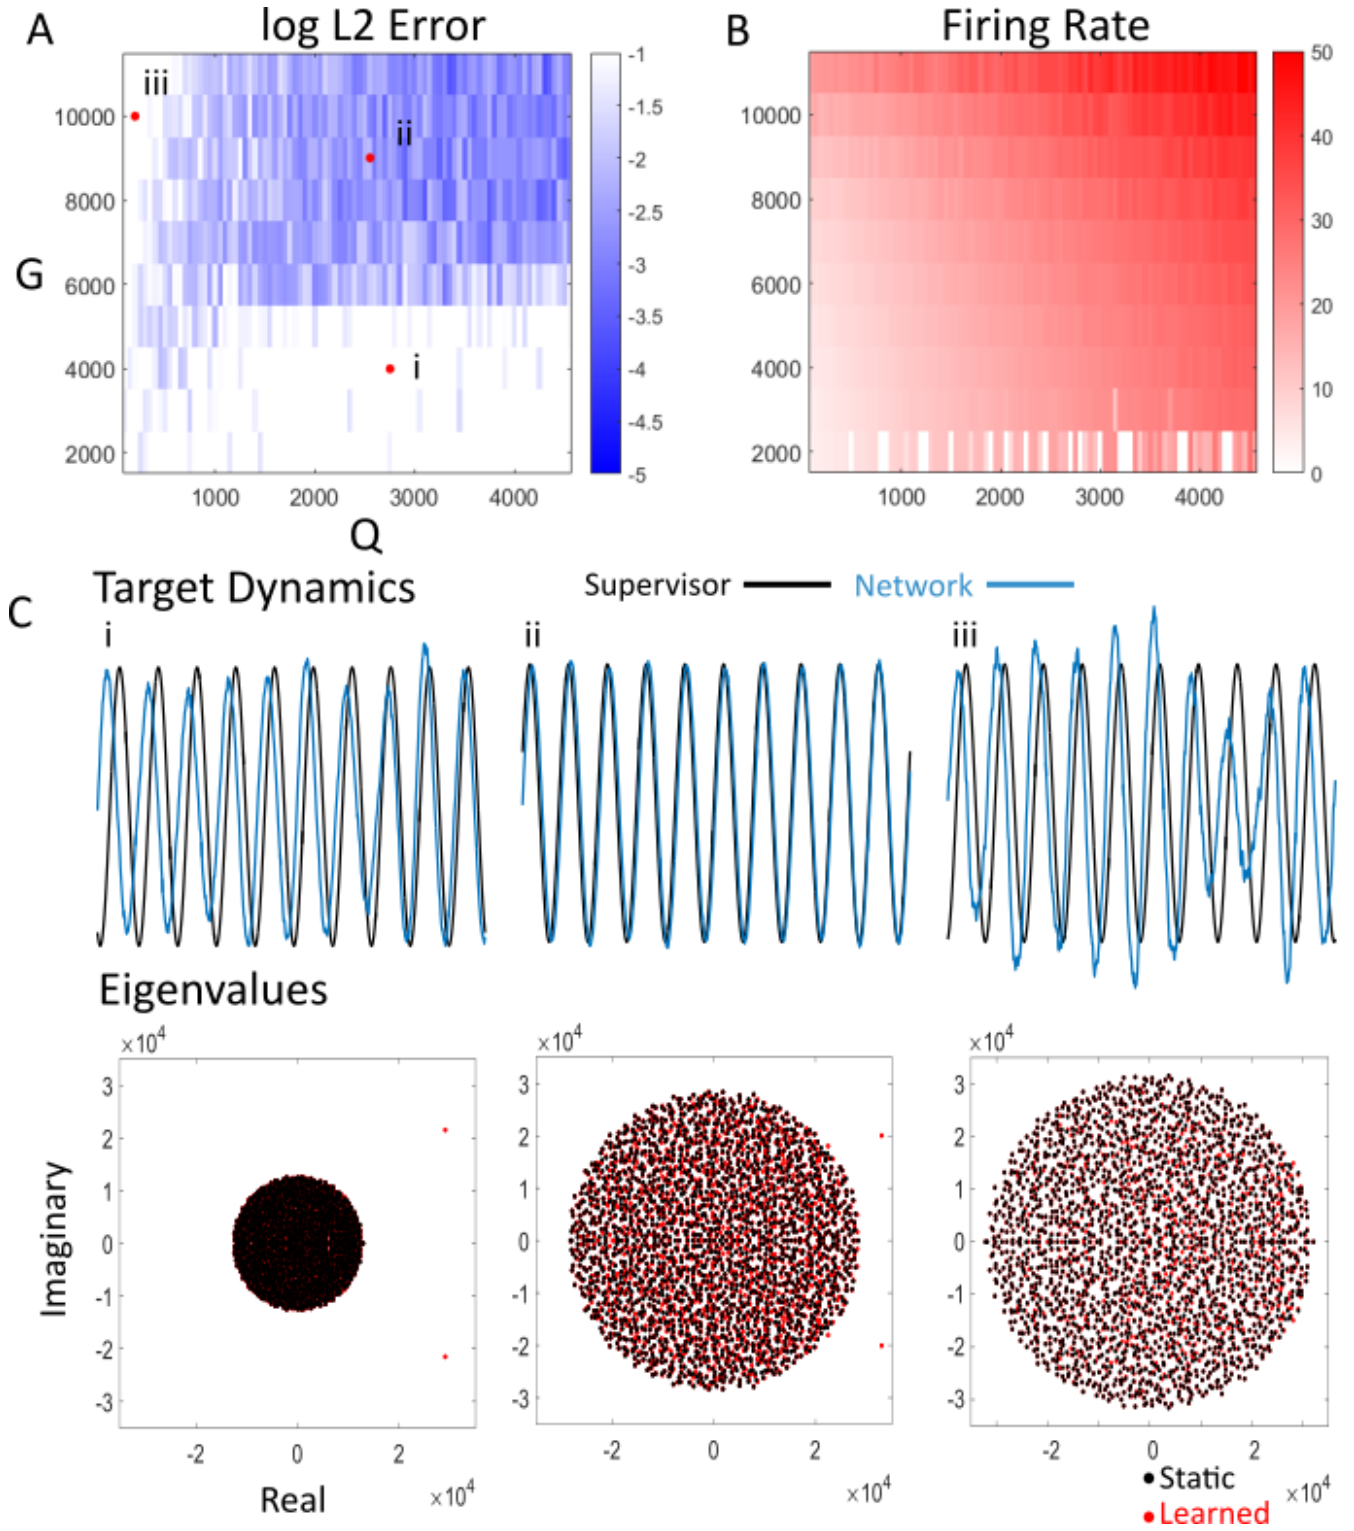 A log L2 Error B Firing Rate
iii
ii
i
10000
8000
6000
4000
2000
G
1000 2000 3000 4000
Q
-1
-1.5
-2
-2.5
-3
-3.5
-4
-4.5
-5
10000
8000
6000
4000
2000
1000 2000 3000 4000
50
40
30
20
10
0
C Target Dynamics Supervisor Network
i ii iii
Eigenvalues
×10⁴ ×10⁴ ×10⁴
3
2
1
0
-1
-2
-3
-2 0 2
×10⁴
3
2
1
0
-1
-2
-3
-2 0 2
×10⁴
3
2
1
0
-1
-2
-3
-2 0 2
×10⁴
Imaginary
Real
Static
Learned